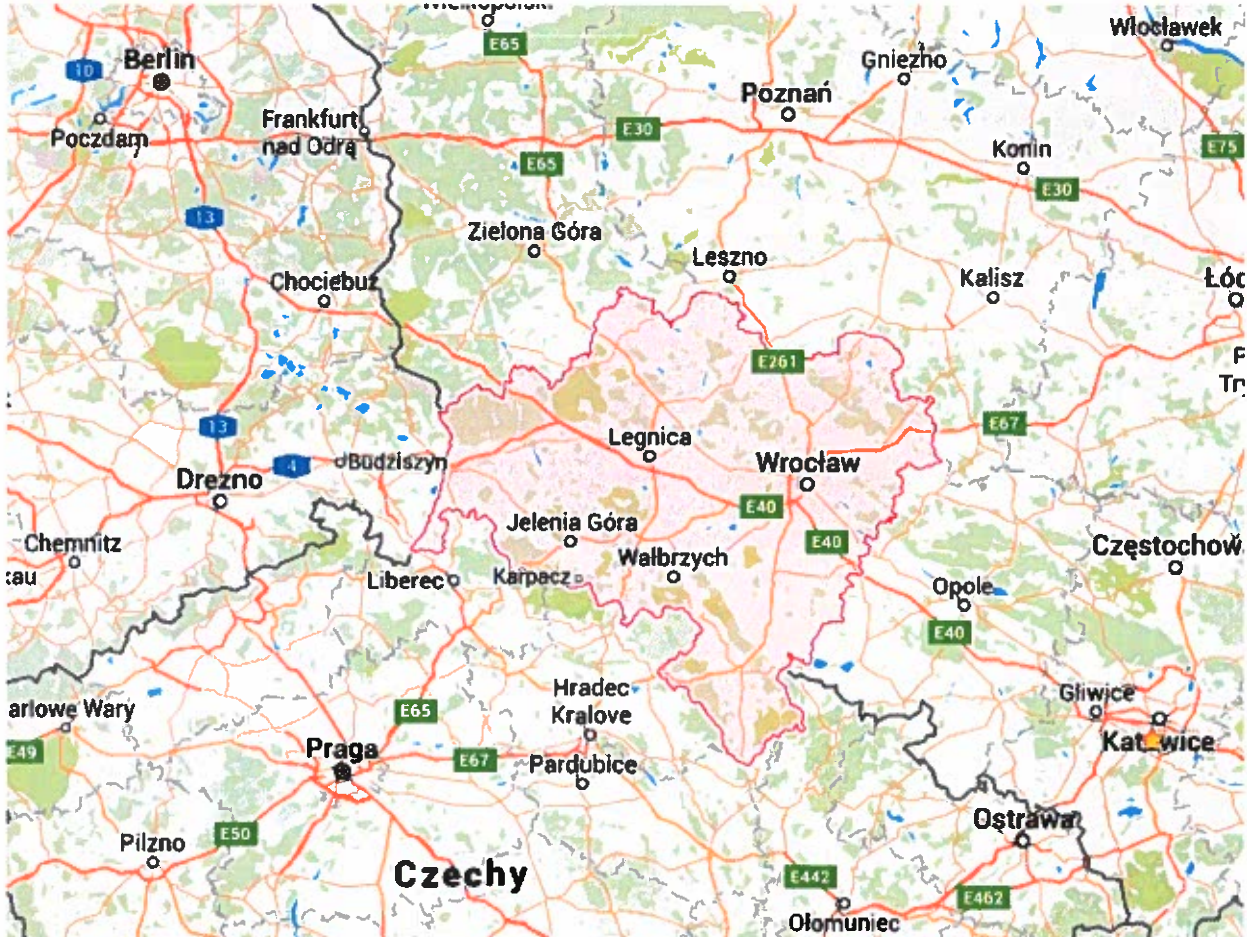 E65
Włocławek
Berlin
10
Gniezno
Poznań
Poczdam
Frankfurt
nad Odrą
E30
E65
E75
Konin
E30
13
Zielona Góra
Leszno
Chociebuż
Kalisz
E261
13
E67
Legnica
4
Budziszyn
Wrocław
Drezno
E40
Jelenia Góra
E40
Chemnitz
Wałbrzych
Częstochow
kau
Liberec
Karpacz
Opole
E40
Hradec
Kralove
Gliwice
arlowe Wary
E65
E49
Praga
E67
Katowice
Pardubice
E50
Pilzno
Ostrawa
Czechy
E442
E462
Ołomuniec